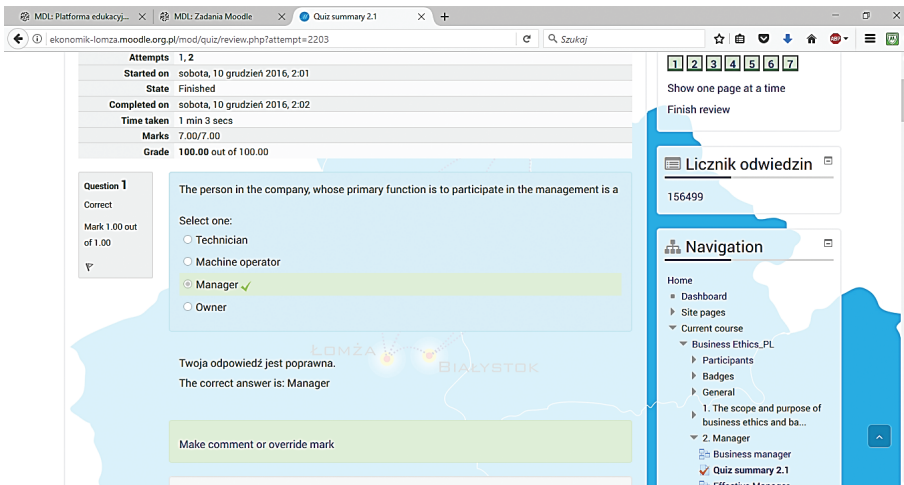 MDL: Platforma edukacyj...
MDL: Zadania Moodle
Quiz summary 2.1
ekonomik-lomza.moodle.org.pl/mod/quiz/review.php?attempt=2203
Szukaj
ABP
Attempts 1, 2
Started on sobota, 10 grudzień 2016, 2:01
State Finished
Completed on sobota, 10 grudzień 2016, 2:02
Time taken 1 min 3 secs
Marks 7.00/7.00
Grade 100.00 out of 100.00
Question 1
Correct
Mark 1.00 out
of 1.00
The person in the company, whose primary function is to participate in the management is a
Select one:
Technician
Machine operator
Manager
Owner
Łomża
Białystok
Twoja odpowiedź jest poprawna.
The correct answer is: Manager
Make comment or override mark
1 2 3 4 5 6 7
Show one page at a time
Finish review
Licznik odwiedzin
156499
Navigation
Home
Dashboard
Site pages
Current course
Business Ethics_PL
Participants
Badges
General
1. The scope and purpose of
business ethics and ba...
2. Manager
Business manager
Quiz summary 2.1
Effective Manager